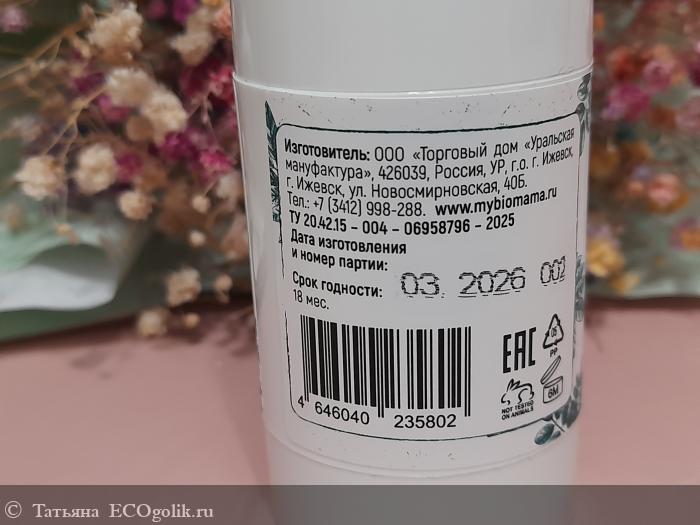 Изготовитель: ООО «Торговый дом «Уральская
мануфактура», 426039, Россия, УР, г.о. г. Ижевск,
г. Ижевск, ул. Новосмирновская, 40Б.
Тел.: +7 (3412) 998-288. www.mybiomama.ru
ТУ 20.42.15 – 004 – 06958796 – 2025
Дата изготовления
и номер партии:
03. 2026 002
Срок годности:
18 мес.
4 646040 235802
EAC
05
PP
NOT TESTED
ON ANIMALS
6M
© Татьяна ECOgolik.ru